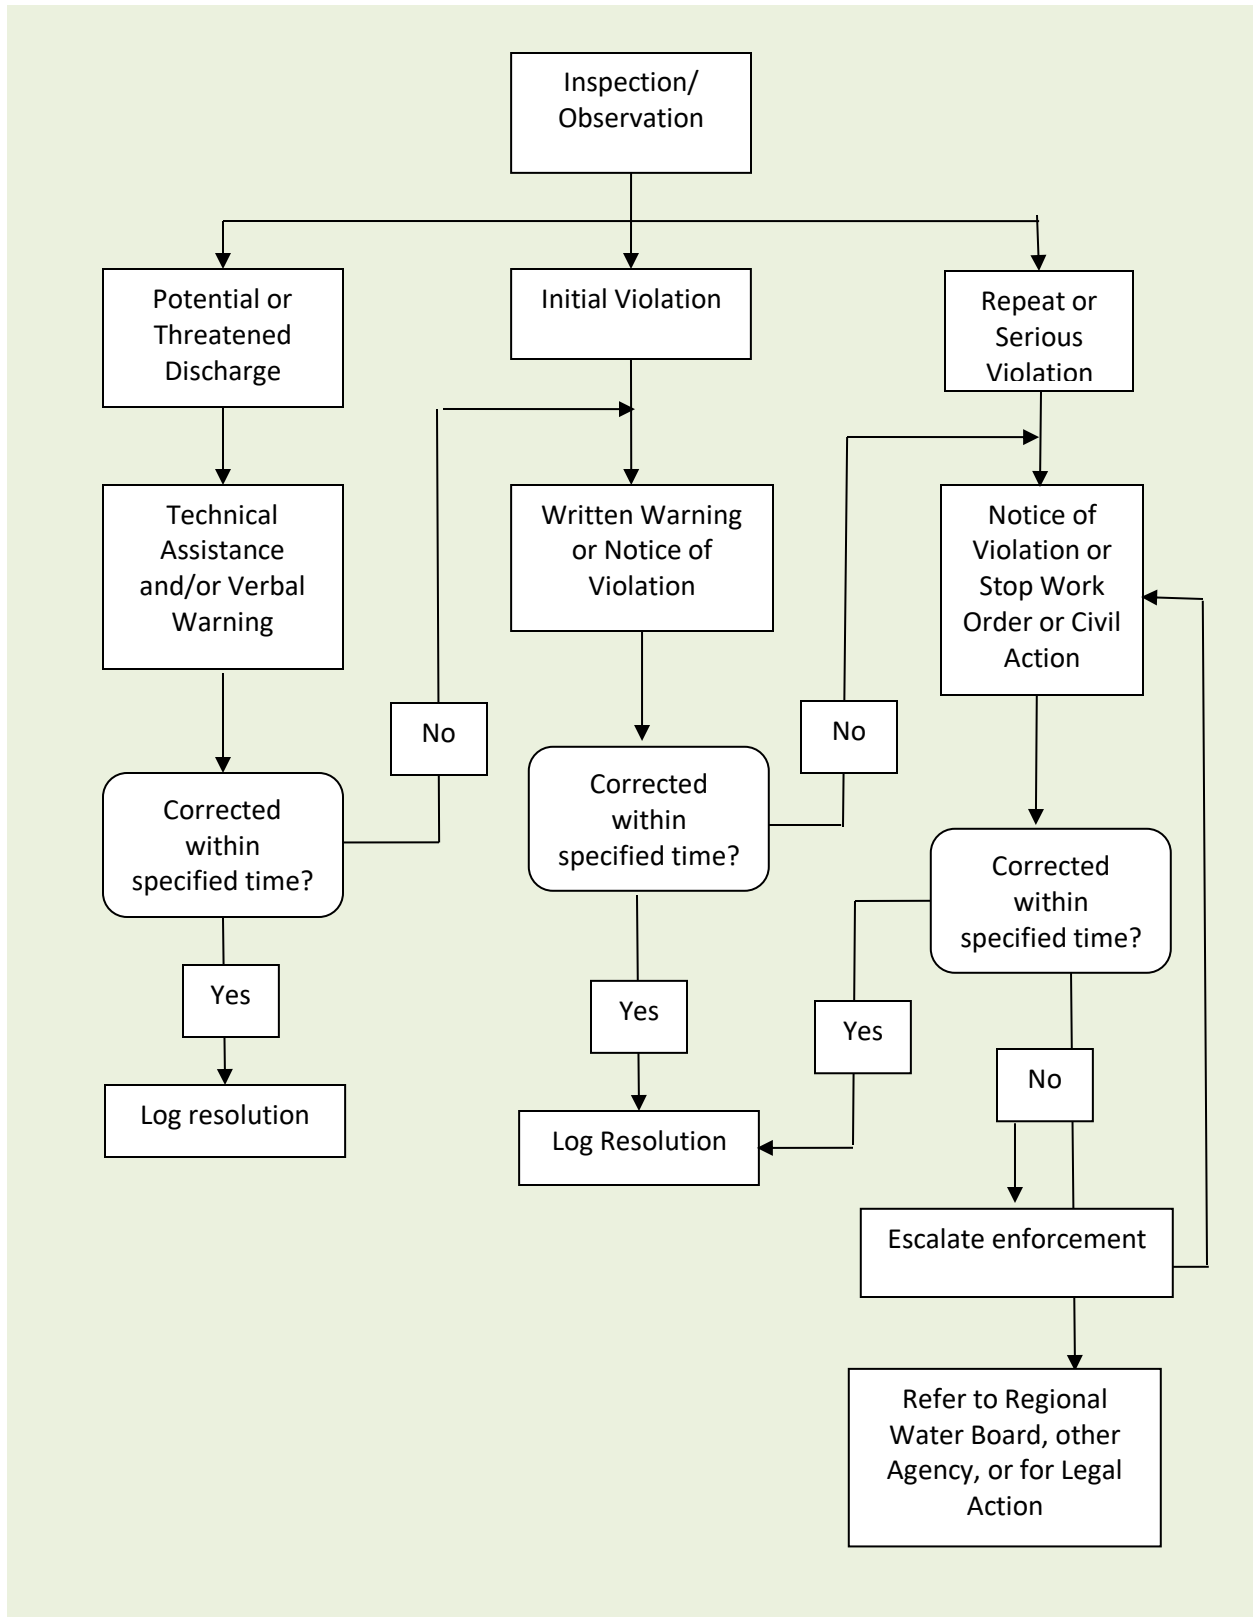 Inspection/
Observation
Potential or
Threatened
Discharge
Initial Violation
Repeat or
Serious
Violation
Technical
Assistance
and/or Verbal
Warning
Written Warning
or Notice of
Violation
Notice of
Violation or
Stop Work
Order or Civil
Action
No
No
Corrected
within
specified time?
Corrected
within
specified time?
Corrected
within
specified time?
Yes
Yes
Yes
No
Log resolution
Log Resolution
Escalate enforcement
Refer to Regional
Water Board, other
Agency, or for Legal
Action